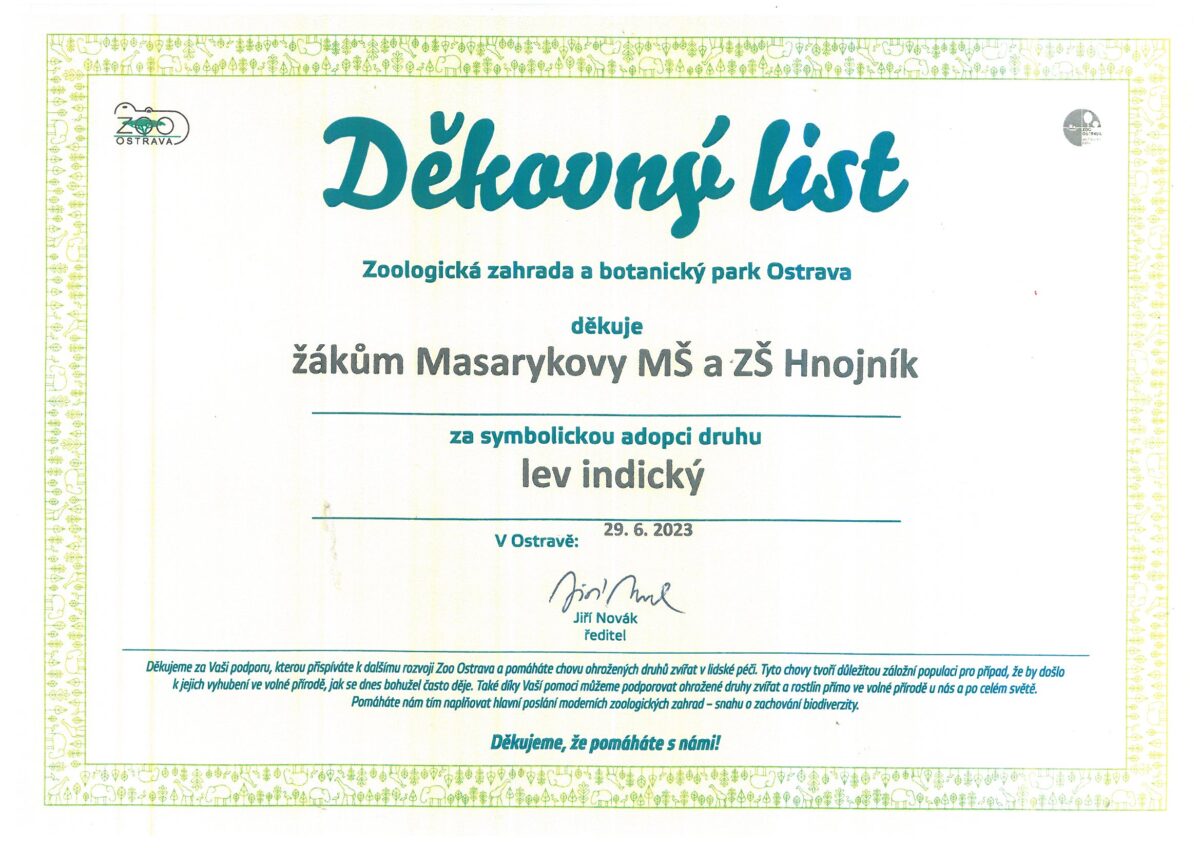 ZOO
OSTRAVA
Děkovný list
Zoologická zahrada a botanický park Ostrava
děkuje
žákům Masarykovy MŠ a ZŠ Hnojník
za symbolickou adopci druhu
lev indický
V Ostravě: 29. 6. 2023
Jiří Novák
ředitel
Děkujeme za Vaši podporu, kterou přispíváte k dalšímu rozvoji Zoo Ostrava a pomáháte chovu ohrožených druhů zvířat v lidské péči. Tyto chovy tvoří důležitou záložní populaci pro případ, že by došlo
k jejich vyhubení ve volné přírodě, jak se dnes bohužel často děje. Také díky Vaší pomoci můžeme podporovat ohrožené druhy zvířat a rostlin přímo ve volné přírodě u nás a po celém světě.
Pomáháte nám tím naplňovat hlavní poslání moderních zoologických zahrad – snahu o zachování biodiverzity.
Děkujeme, že pomáháte s námi!